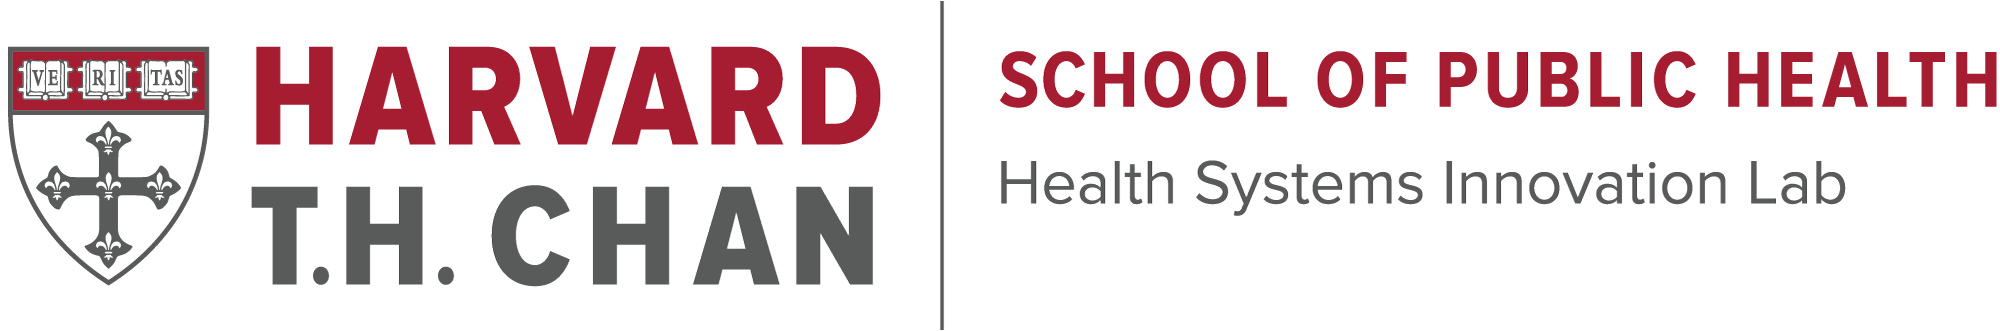 VE RI TAS
HARVARD
T.H. CHAN
SCHOOL OF PUBLIC HEALTH
Health Systems Innovation Lab